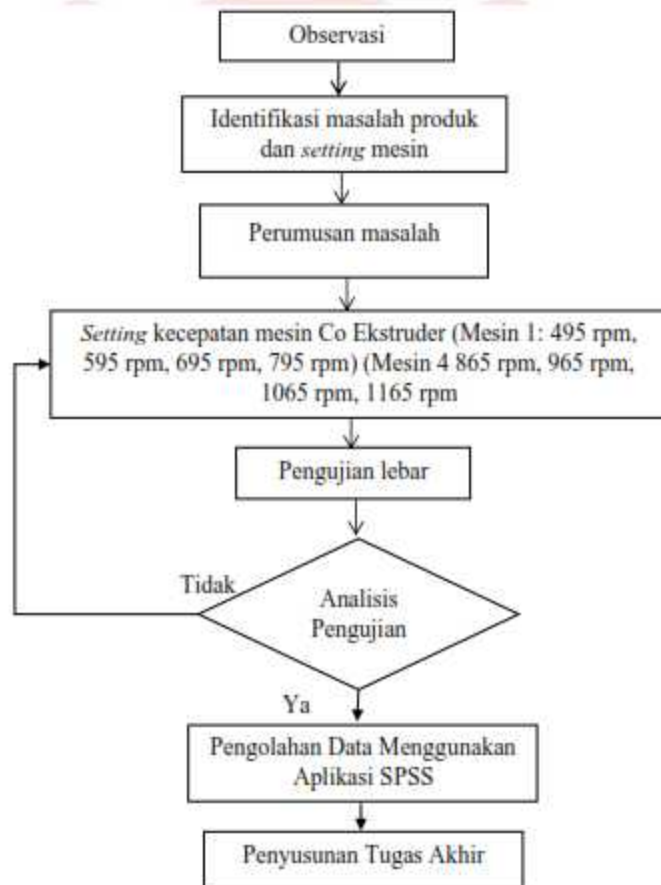 Observasi
Identifikasi masalah produk
dan setting mesin
Perumusan masalah
Setting kecepatan mesin Co Ekstruder (Mesin 1: 495 rpm,
595 rpm, 695 rpm, 795 rpm) (Mesin 4 865 rpm, 965 rpm,
1065 rpm, 1165 rpm
Pengujian lebar
Tidak
Analisis
Pengujian
Ya
Pengolahan Data Menggunakan
Aplikasi SPSS
Penyusunan Tugas Akhir